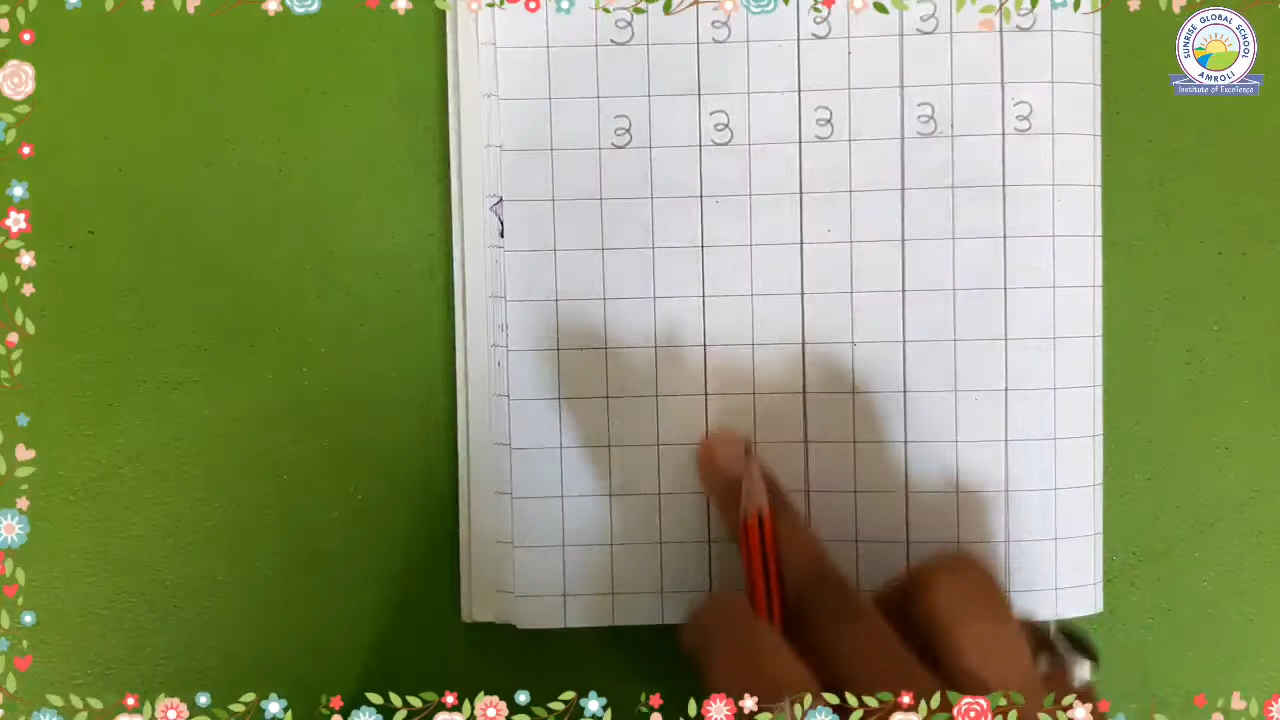 3 3 3 3 3
3 3 3 3 3
SUNRISE GLOBAL SCHOOL
AMROLI
Institute of Excellence